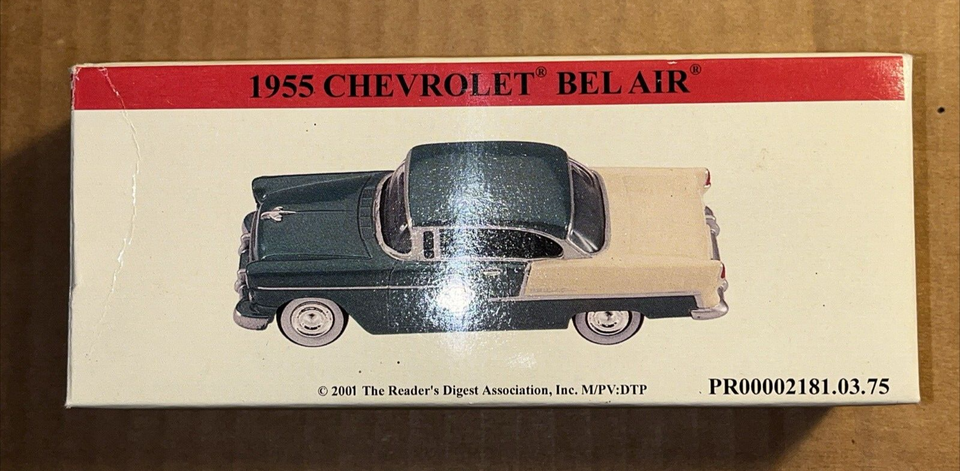 1955 CHEVROLET® BEL AIR®
© 2001 The Reader's Digest Association, Inc. M/PV:DTP
PR00002181.03.75